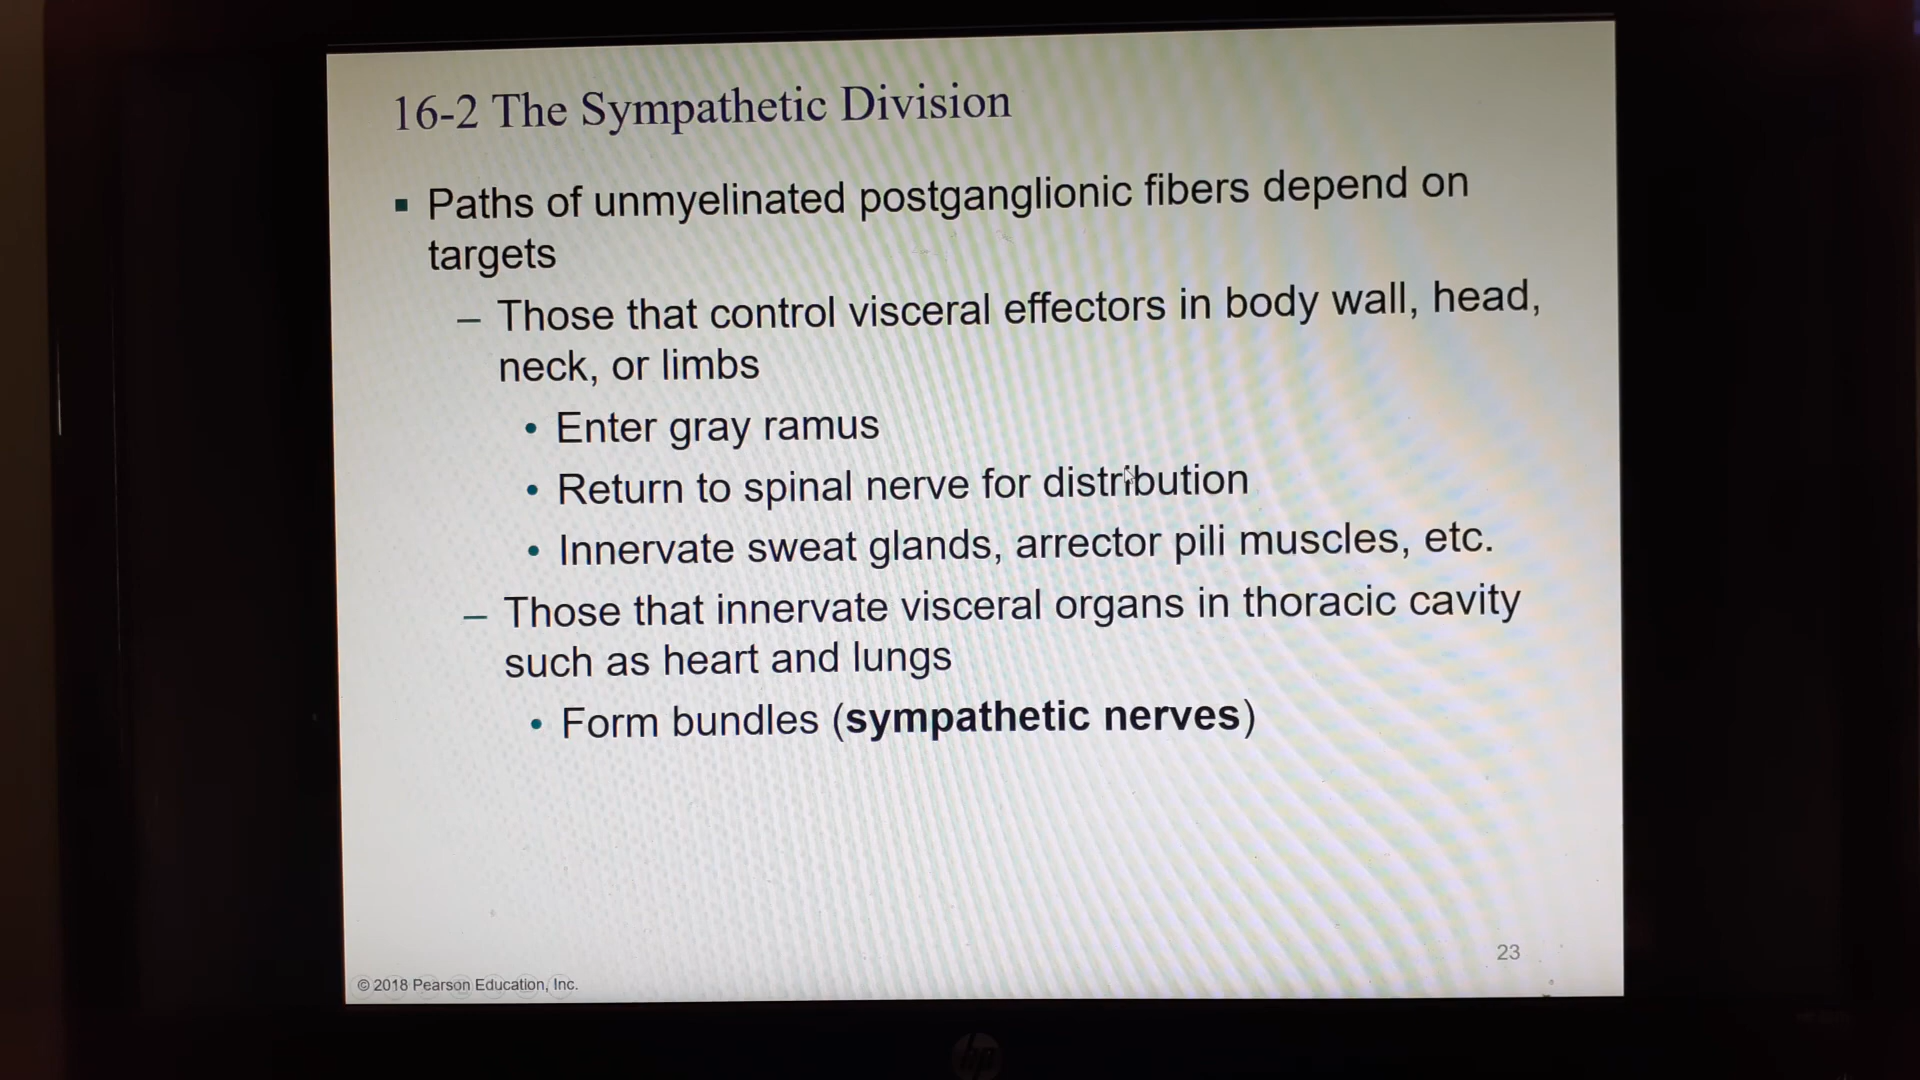 16-2 The Sympathetic Division
▪ Paths of unmyelinated postganglionic fibers depend on
targets
– Those that control visceral effectors in body wall, head,
neck, or limbs
• Enter gray ramus
• Return to spinal nerve for distribution
• Innervate sweat glands, arrector pili muscles, etc.
– Those that innervate visceral organs in thoracic cavity
such as heart and lungs
• Form bundles (sympathetic nerves)
23
© 2018 Pearson Education, Inc.
hp